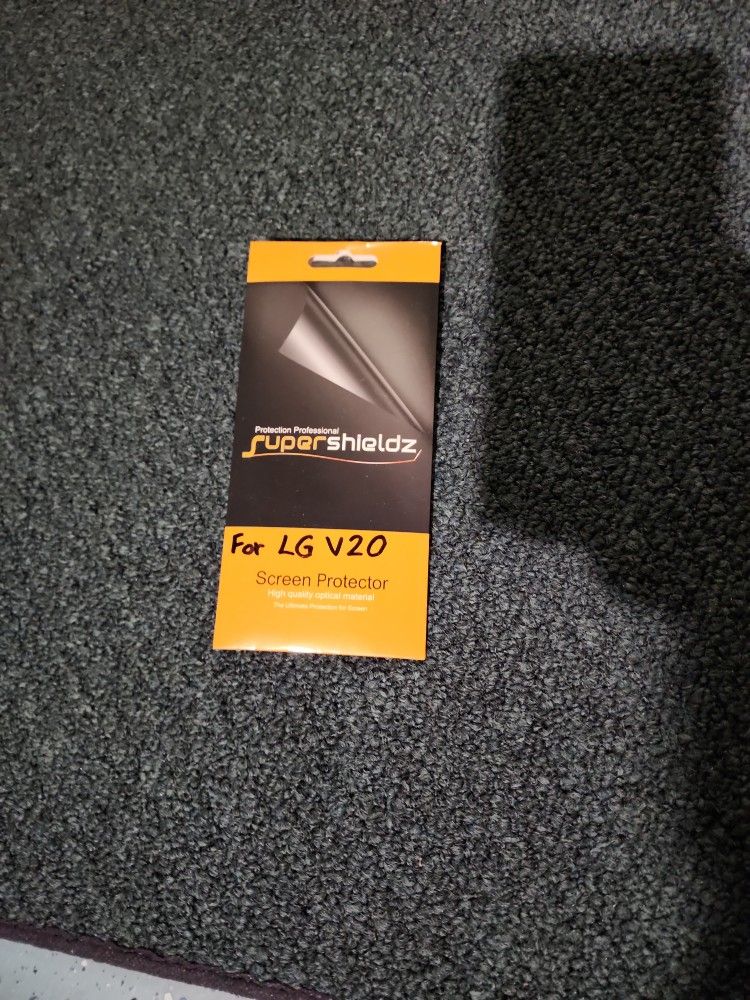 Protection Professional
supershieldz
For LG V20
Screen Protector
High quality optical material
The Ultimate Protection for Screen